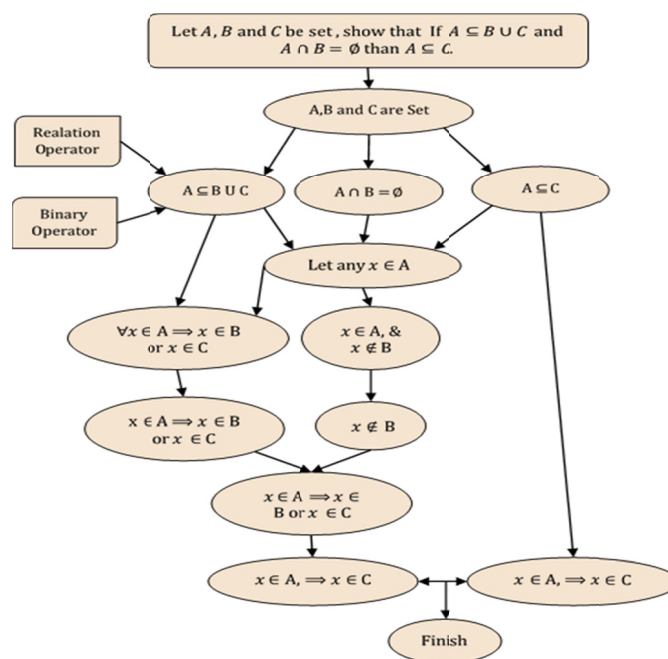 Let A, B and C be set , show that If A ⊆ B ∪ C and
A ∩ B = ∅ than A ⊆ C.
A,B and C are Set
Realation
Operator
Binary
Operator
A ⊆ B U C
A ∩ B = ∅
A ⊆ C
Let any x ∈ A
∀x ∈ A ⟹ x ∈ B
or x ∈ C
x ∈ A, &
x ∉ B
x ∈ A ⟹ x ∈ B
or x ∈ C
x ∉ B
x ∈ A ⟹ x ∈
B or x ∈ C
x ∈ A, ⟹ x ∈ C
x ∈ A, ⟹ x ∈ C
Finish